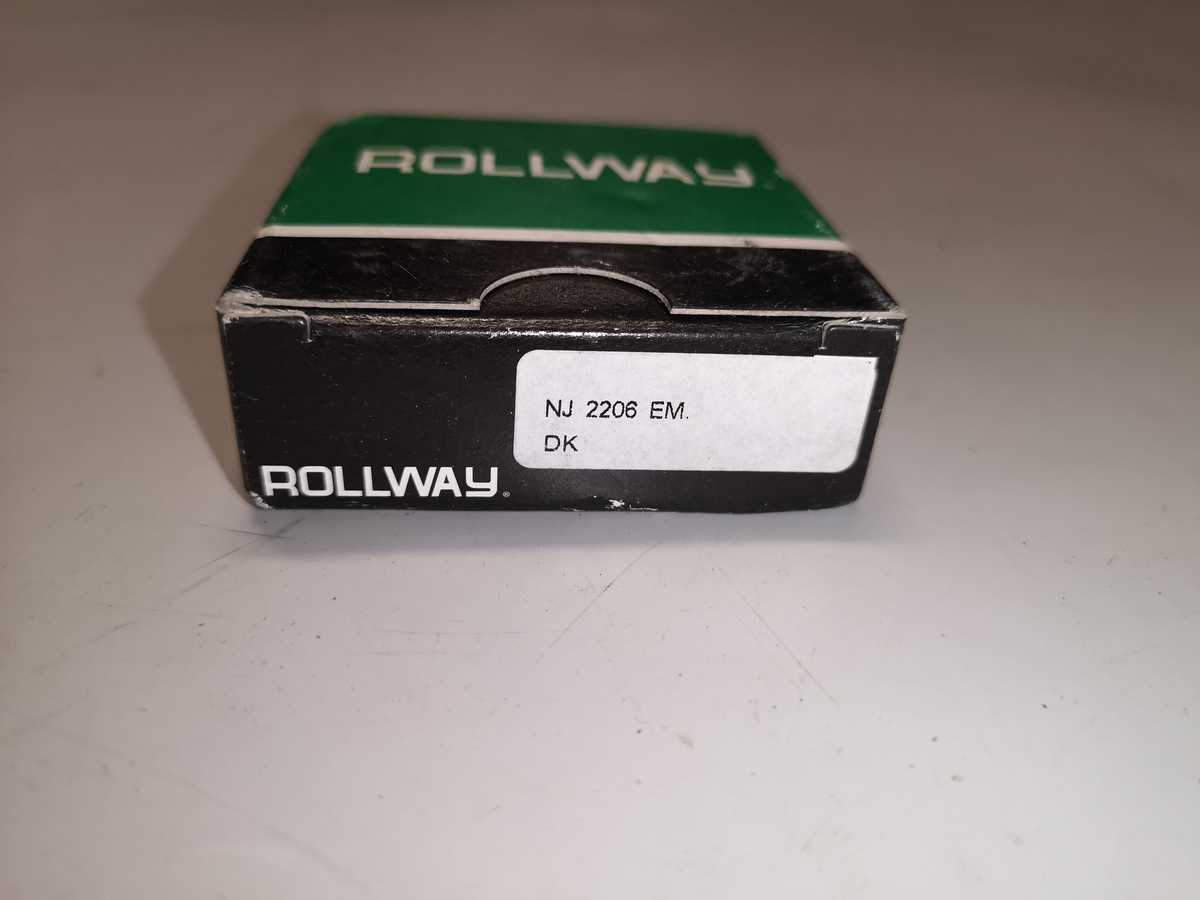 ROLLWAY
NJ 2206 EM.
DK
ROLLWAY®